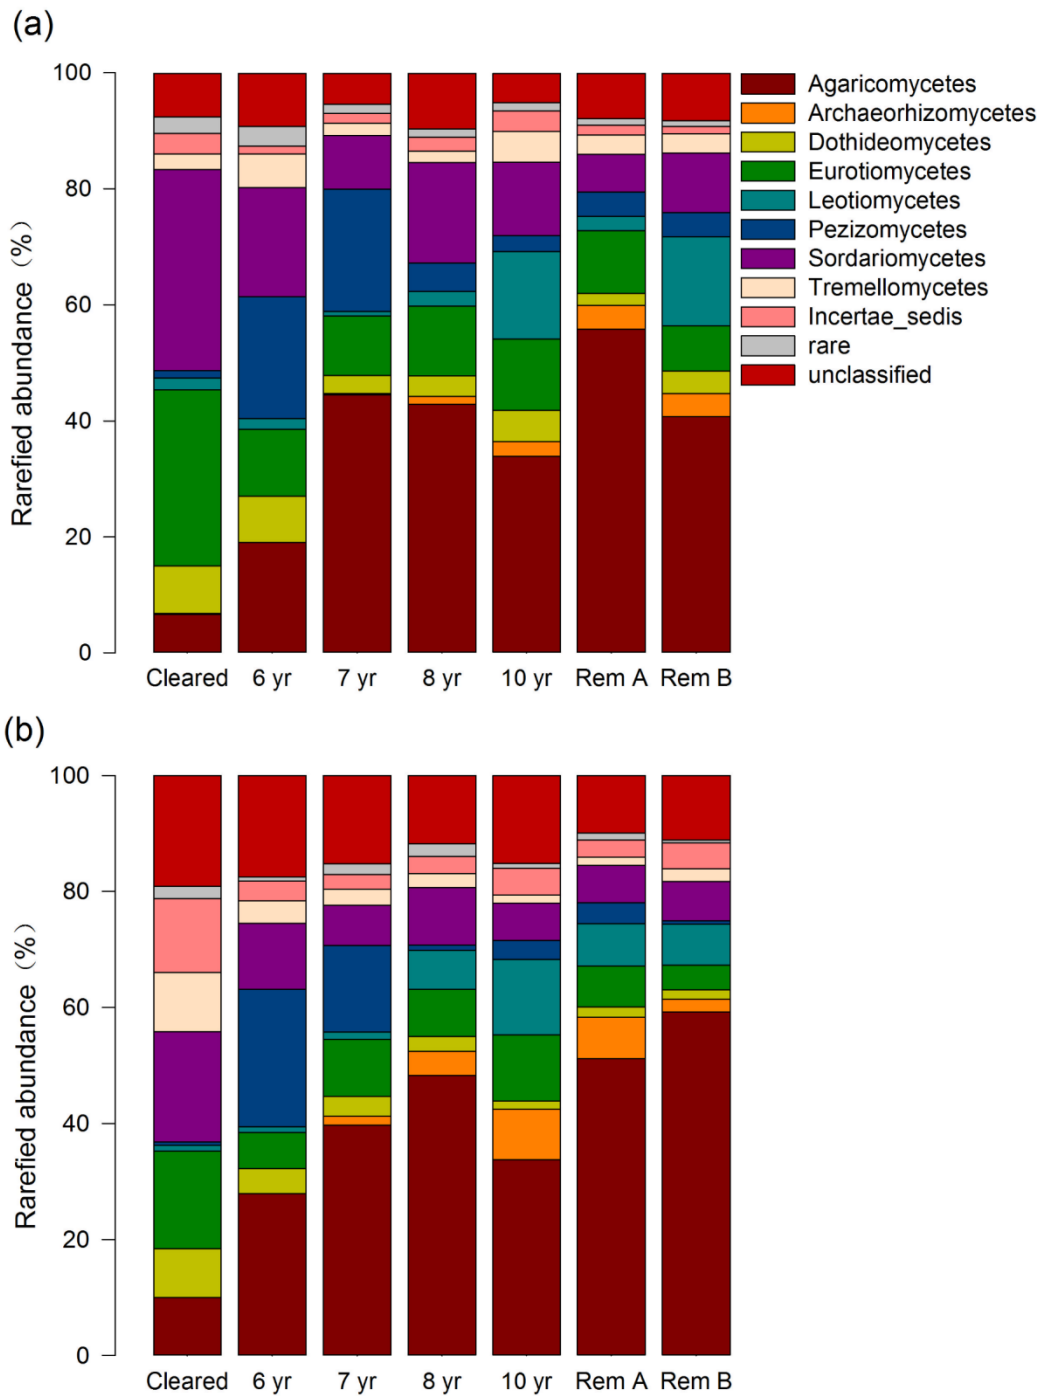 (a)
Rarefied abundance (%)
100
80
60
40
20
0
Cleared 6 yr 7 yr 8 yr 10 yr Rem A Rem B
Agaricomycetes
Archaeorhizomycetes
Dothideomycetes
Eurotiomycetes
Leotiomycetes
Pezizomycetes
Sordariomycetes
Tremellomycetes
Incertae_sedis
rare
unclassified
(b)
Rarefied abundance (%)
100
80
60
40
20
0
Cleared 6 yr 7 yr 8 yr 10 yr Rem A Rem B